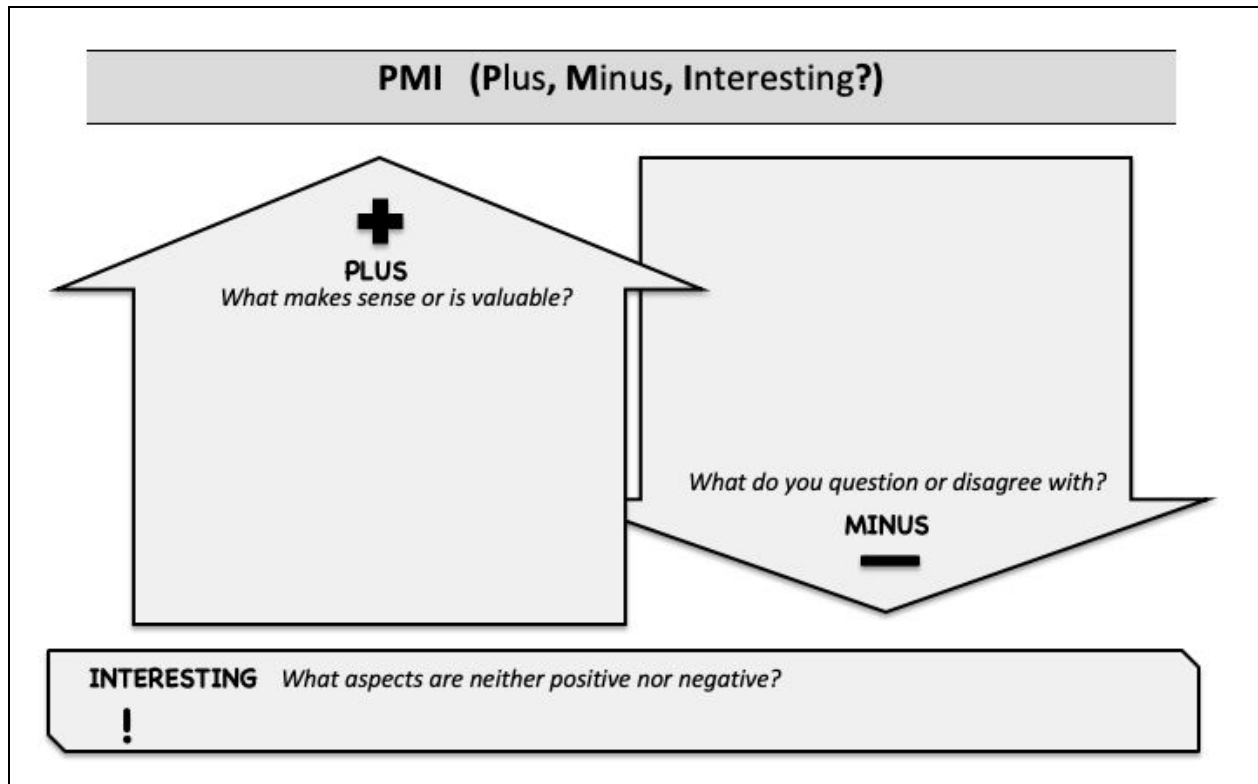 PMI (Plus, Minus, Interesting?)
+
PLUS
What makes sense or is valuable?
What do you question or disagree with?
MINUS
–
INTERESTING What aspects are neither positive nor negative?
!